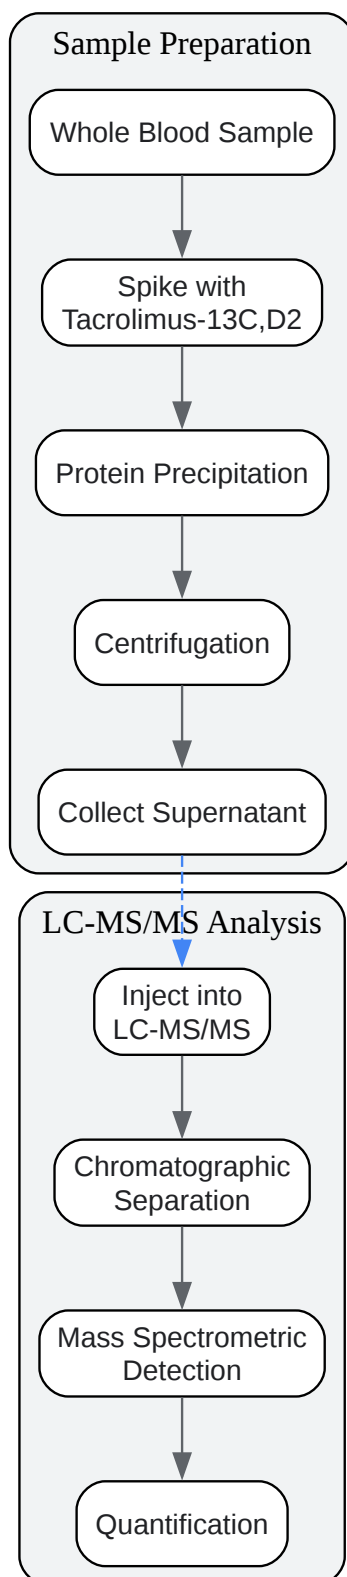 Sample Preparation
Whole Blood Sample
Spike with
Tacrolimus-13C,D2
Protein Precipitation
Centrifugation
Collect Supernatant
LC-MS/MS Analysis
Inject into
LC-MS/MS
Chromatographic
Separation
Mass Spectrometric
Detection
Quantification